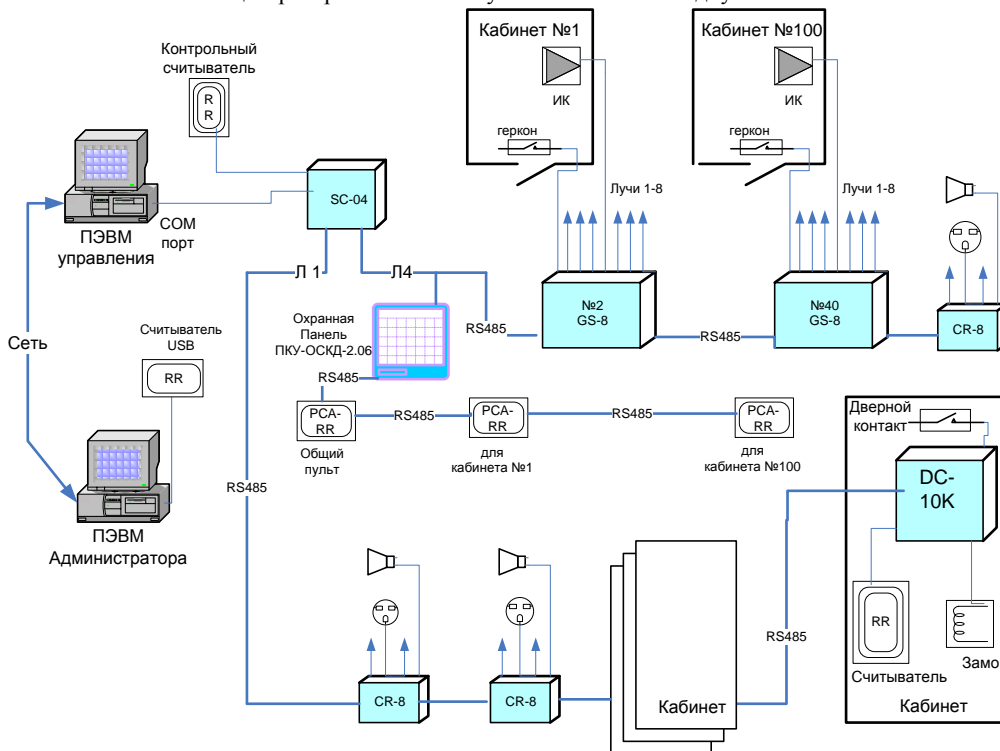 Кабинет №1
Кабинет №100
Контрольный
считыватель
R
R
ИК
ИК
геркон
геркон
SC-04
Лучи 1-8
Лучи 1-8
COM
порт
ПЭВМ
управления
Л 1
Л4
№2
GS-8
№40
GS-8
CR-8
RS485
RS485
Охранная
Панель
ПКУ-ОСКД-2.06
Сеть
Считыватель
USB
RR
RS485
PCA-
RR
RS485
PCA-
RR
RS485
PCA-
RR
Общий
пульт
для
кабинета №1
для
кабинета №100
Дверной
контакт
DC-
10K
RS485
ПЭВМ
Администратора
RR
RS485
Считыватель
Замо
CR-8
CR-8
Кабинет
Кабинет